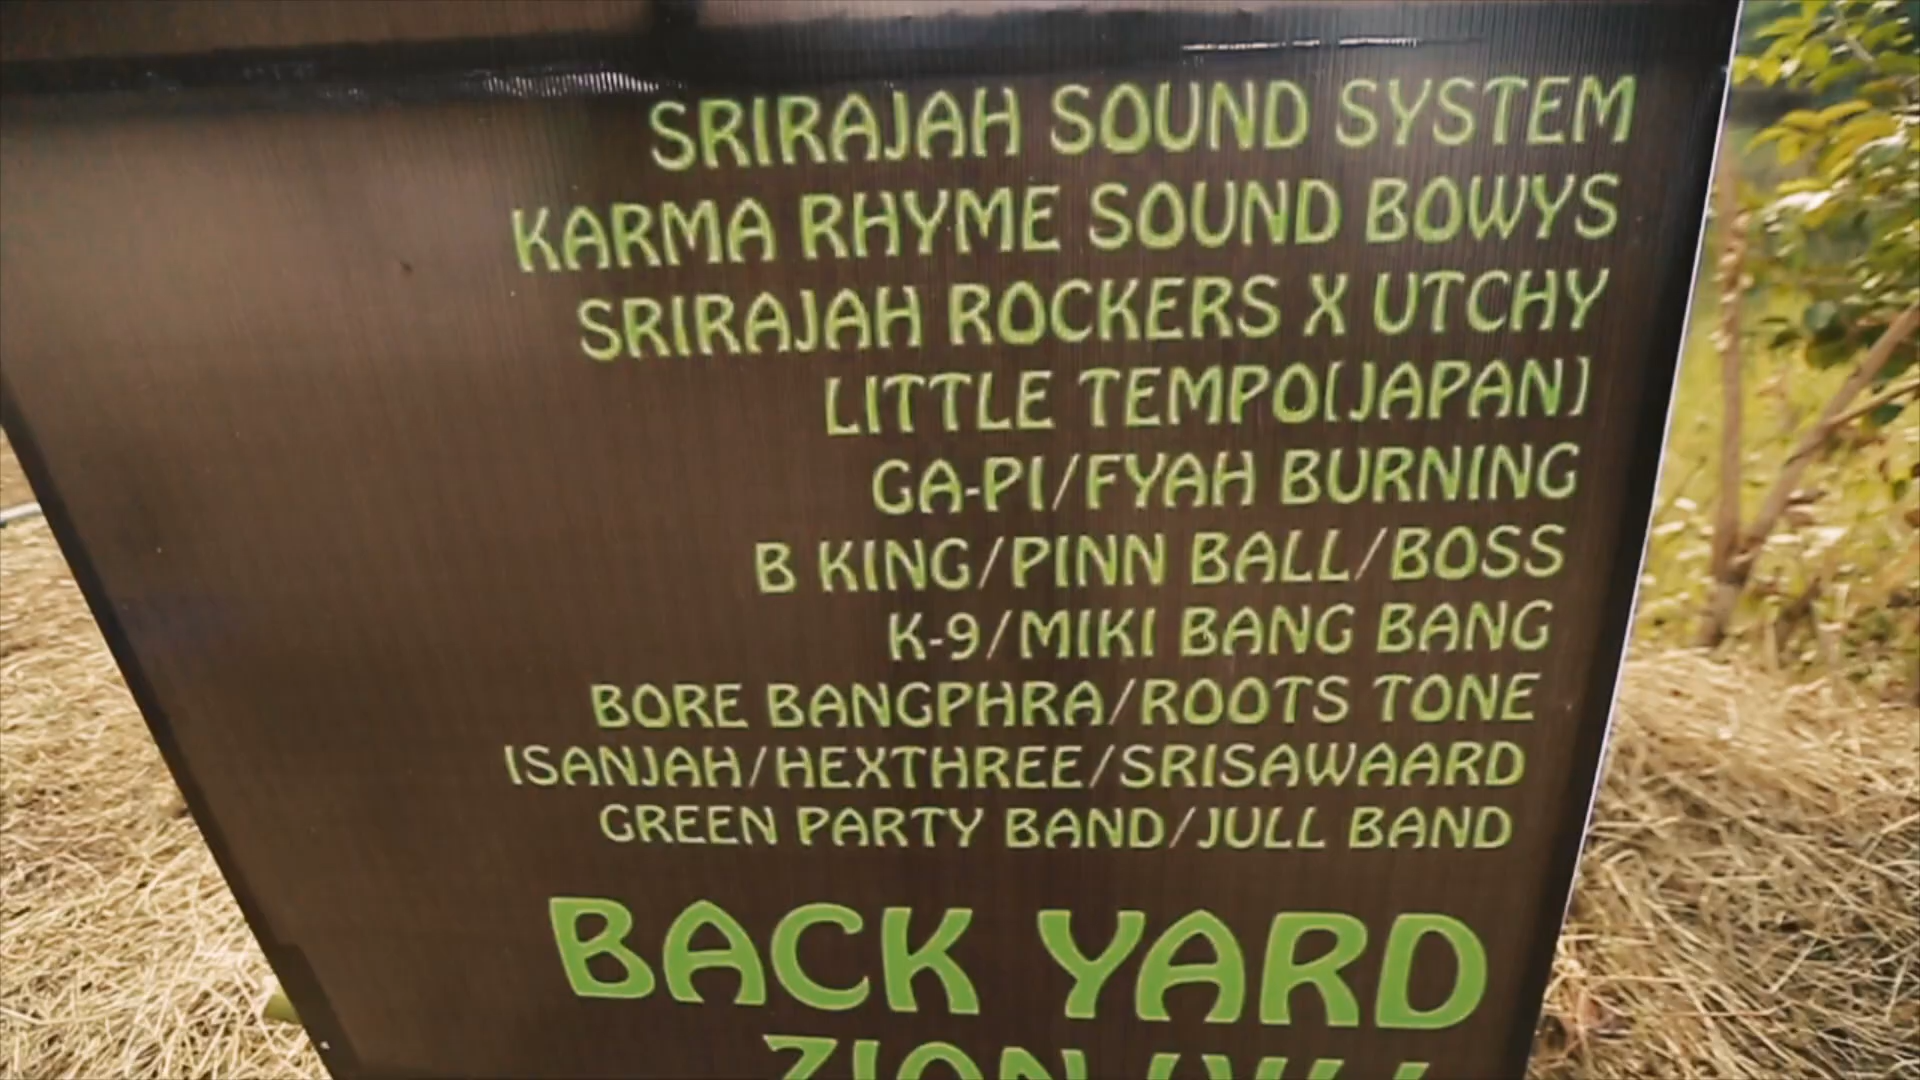 SRIRAJAH SOUND SYSTEM
KARMA RHYME SOUND BOWYS
SRIRAJAH ROCKERS X UTCHY
LITTLE TEMPO(JAPAN)
GA-PI/FYAH BURNING
B KING/PINN BALL/BOSS
K-9/MIKI BANG BANG
BORE BANGPHRA/ROOTS TONE
ISANJAH/HEXTHREE/SRISAWAARD
GREEN PARTY BAND/JULL BAND
BACK YARD
ZION